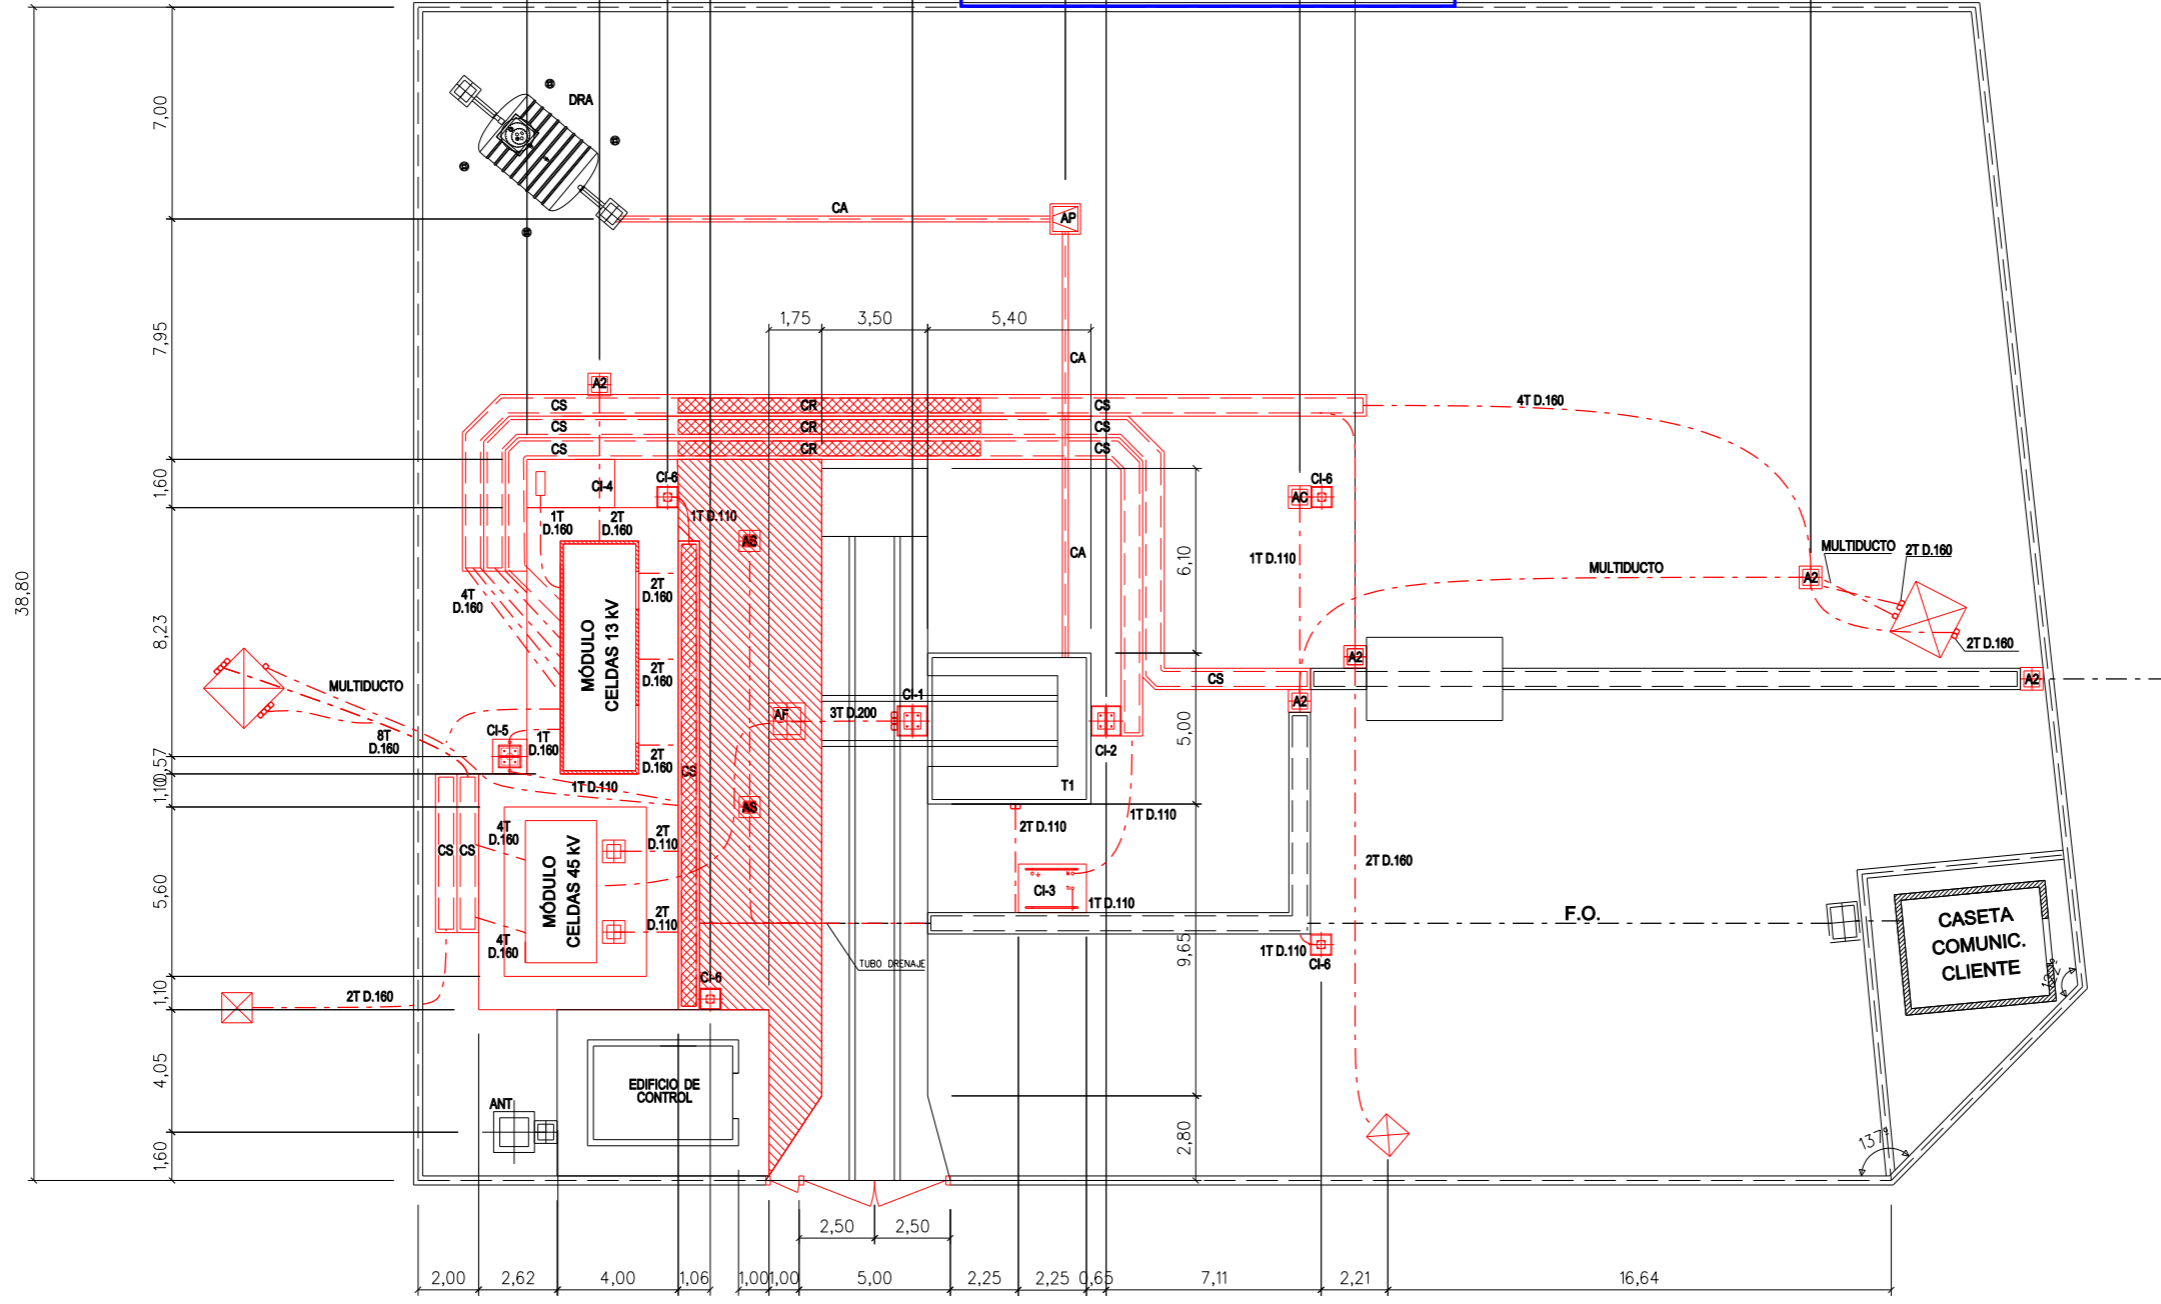 DRA
7,00
CA
AP
1,75
3,50
5,40
7,95
CA
A2
CS
CR
CS
4T D.160
CS
CR
CS
CS
CR
CS
1,60
CI-4
CI-6
AC
CI-6
1T
D.160
2T
D.160
1T D.110
AS
6,10
CA
1T D.110
MULTIDUCTO
2T D.160
MULTIDUCTO
A2
38,80
4T
D.160
2T
D.160
8,23
MÓDULO
CELDAS 13 kV
2T D.160
A2
MULTIDUCTO
2T
D.160
CS
A2
A2
CI-1
AF
3T D.200
5,00
CI-5
8T
D.160
1T
D.160
2T
D.160
CI-2
0,57
CS
1,10
1T D.110
T1
AS
4T
D.160
2T
D.110
2T D.110
1T D.110
CS
CS
MÓDULO
CELDAS 45 kV
2T D.160
5,60
CI-3
1T D.110
2T
D.110
F.O.
CASETA
COMUNIC.
CLIENTE
4T
D.160
9,65
1T D.110
CI-6
TUBO DRENAJE
CI-6
132º
1,10
2T D.160
4,05
EDIFICIO DE
CONTROL
ANT
1,60
2,80
137º
2,50
2,50
2,00
2,62
4,00
1,06
1,00
1,00
5,00
2,25
2,25
0,65
7,11
2,21
16,64